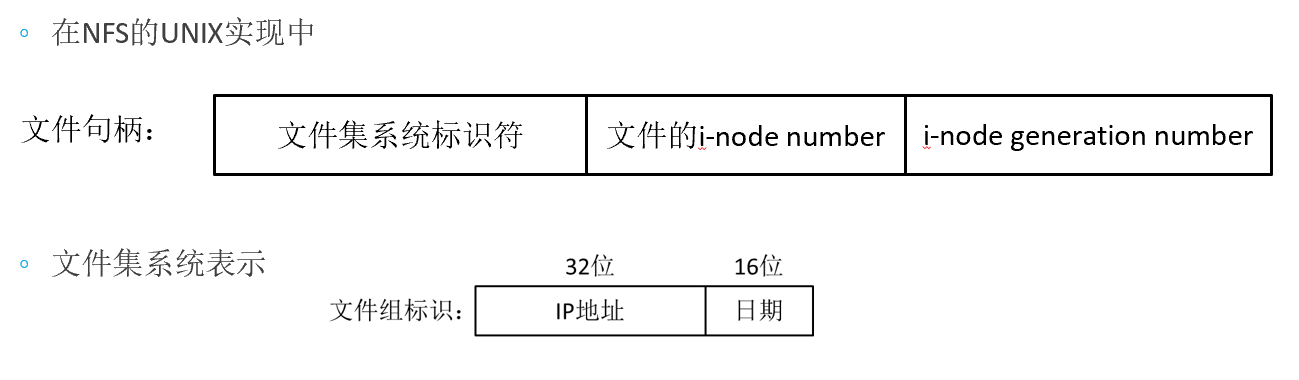 在NFS的UNIX实现中
文件句柄： 文件集系统标识符 文件的i-node number i-node generation number
文件集系统表示
32位 16位
文件组标识： IP地址 日期